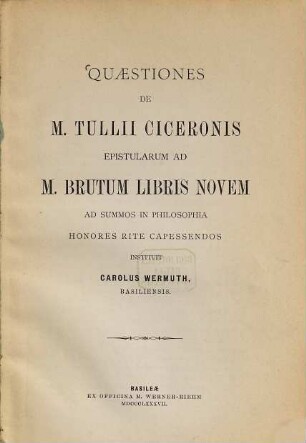 QUÆSTIONES
DE
M. TULLII CICERONIS
EPISTULARUM AD
M. BRUTUM LIBRIS NOVEM
AD SUMMOS IN PHILOSOPHIA
HONORES RITE CAPESSENDOS
INSTITUIT
CAROLUS WERMUTH,
BASILIENSIS.
BASILEÆ
EX OFFICINA M. WERNER-RIEHM
MDCCCLXXXVII.